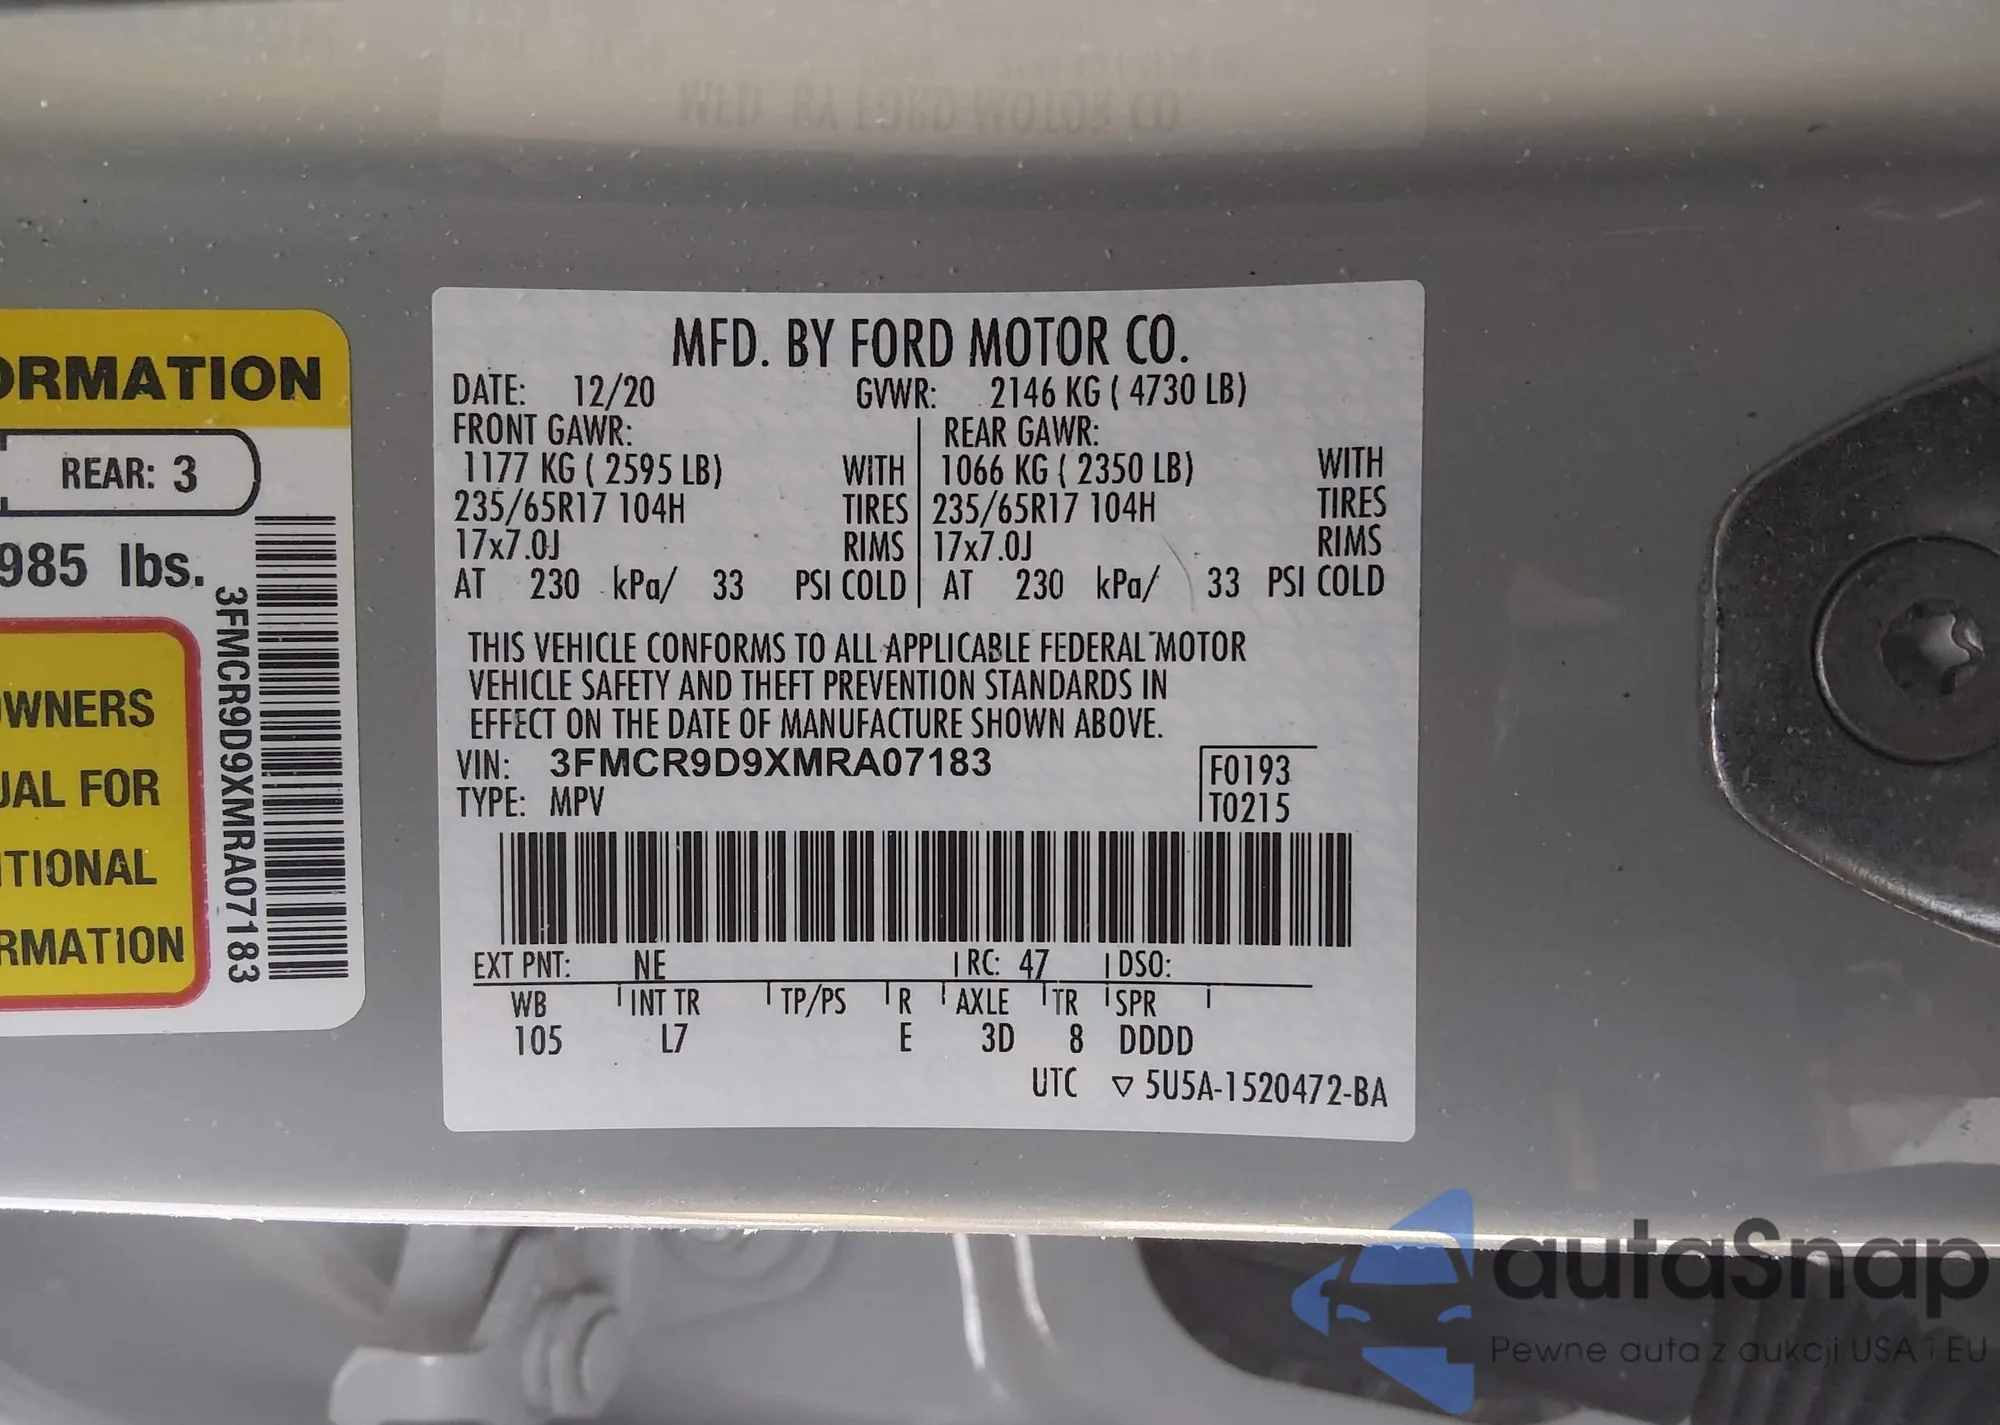 ORMATION
REAR: 3
985 lbs.
3FMCR9D9XMRA07183
OWNERS
UAL FOR
ITIONAL
RMATION
MFD. BY FORD MOTOR CO.
DATE: 12/20 GVWR: 2146 KG ( 4730 LB)
FRONT GAWR: REAR GAWR:
1177 KG ( 2595 LB) WITH 1066 KG ( 2350 LB) WITH
235/65R17 104H TIRES 235/65R17 104H TIRES
17x7.0J RIMS 17x7.0J RIMS
AT 230 kPa/ 33 PSI COLD AT 230 kPa/ 33 PSI COLD
THIS VEHICLE CONFORMS TO ALL APPLICABLE FEDERAL MOTOR
VEHICLE SAFETY AND THEFT PREVENTION STANDARDS IN
EFFECT ON THE DATE OF MANUFACTURE SHOWN ABOVE.
VIN: 3FMCR9D9XMRA07183 F0193
TYPE: MPV T0215
EXT PNT: NE RC: 47 DSO:
WB INT TR TP/PS R AXLE TR SPR
105 L7 E 3D 8 DDDD
UTC ▽ 5U5A-1520472-BA
autaSnap
Pewne auta z aukcji USA i EU